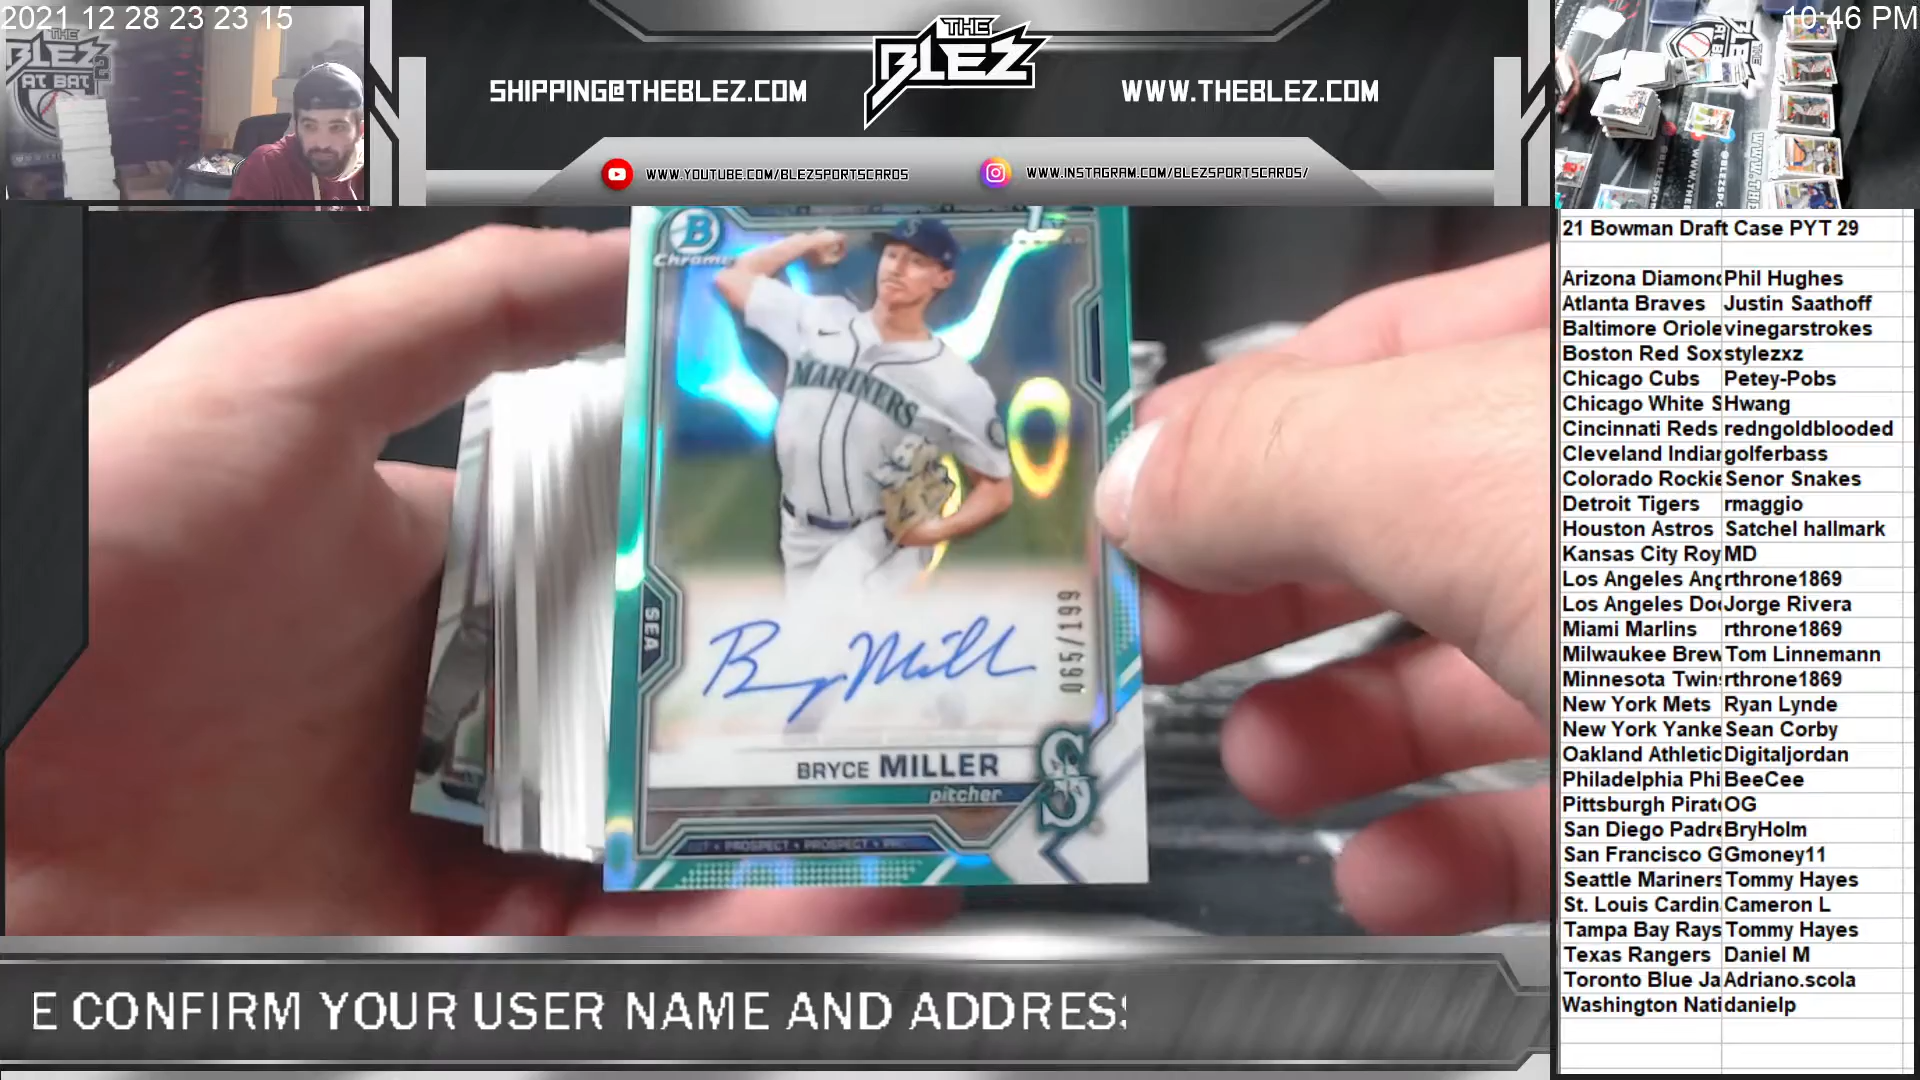 2021 12 28 23 23 15
THE
BLEZ
AT BAT
SHIPPING@THEBLEZ.COM
THE
BLEZ
WWW.THEBLEZ.COM
10:46 PM
WWW.YOUTUBE.COM/BLEZSPORTSCARDS
WWW.INSTAGRAM.COM/BLEZSPORTSCARDS/
B
Chrome
S
MARINERS
SEA
Bryce Mill
065/199
BRYCE MILLER
pitcher
S
PROSPECT • PROSPECT
E CONFIRM YOUR USER NAME AND ADDRES
21 Bowman Draft Case PYT 29
Arizona Diamon Phil Hughes
Atlanta Braves Justin Saathoff
Baltimore Oriole vinegarstrokes
Boston Red Sox stylezxz
Chicago Cubs Petey-Pobs
Chicago White S Hwang
Cincinnati Reds redngoldblooded
Cleveland Indian golferbass
Colorado Rockie Senor Snakes
Detroit Tigers rmaggio
Houston Astros Satchel hallmark
Kansas City Roy MD
Los Angeles Ang rthrone1869
Los Angeles Do Jorge Rivera
Miami Marlins rthrone1869
Milwaukee Brew Tom Linnemann
Minnesota Twin rthrone1869
New York Mets Ryan Lynde
New York Yanke Sean Corby
Oakland Athletic Digitaljordan
Philadelphia Phi BeeCee
Pittsburgh Pirat OG
San Diego Padre BryHolm
San Francisco G Gmoney11
Seattle Mariners Tommy Hayes
St. Louis Cardin Cameron L
Tampa Bay Rays Tommy Hayes
Texas Rangers Daniel M
Toronto Blue Ja Adriano.scola
Washington Nati danielp